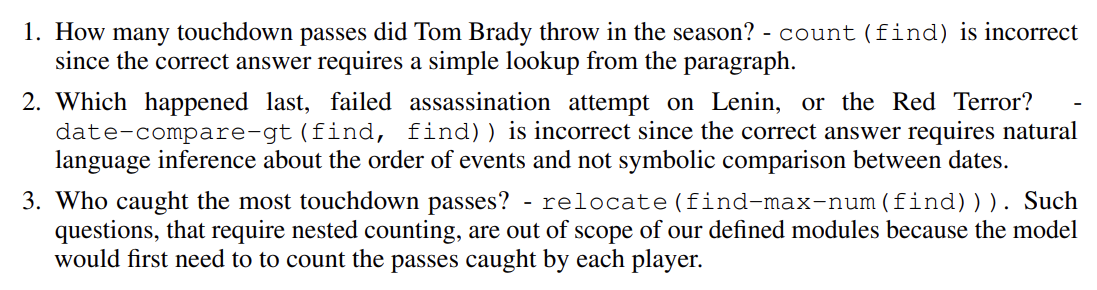 1. How many touchdown passes did Tom Brady throw in the season? - count(find) is incorrect
since the correct answer requires a simple lookup from the paragraph.
2. Which happened last, failed assassination attempt on Lenin, or the Red Terror? -
date-compare-gt(find, find)) is incorrect since the correct answer requires natural
language inference about the order of events and not symbolic comparison between dates.
3. Who caught the most touchdown passes? - relocate(find-max-num(find))). Such
questions, that require nested counting, are out of scope of our defined modules because the model
would first need to to count the passes caught by each player.